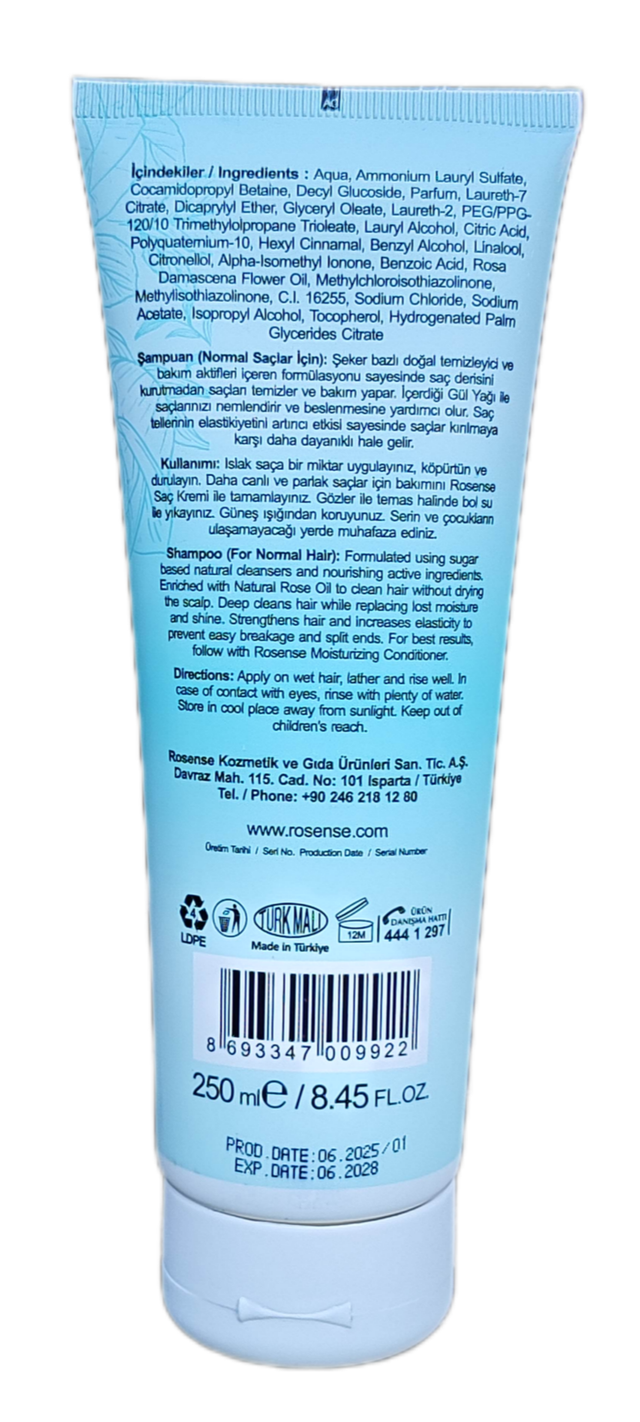 İçindekiler / Ingredients : Aqua, Ammonium Lauryl Sulfate,
Cocamidopropyl Betaine, Decyl Glucoside, Parfum, Laureth-7
Citrate, Dicaprylyl Ether, Glyceryl Oleate, Laureth-2, PEG/PPG-
120/10 Trimethylolpropane Trioleate, Lauryl Alcohol, Citric Acid,
Polyquaternium-10, Hexyl Cinnamal, Benzyl Alcohol, Linalool,
Citronellol, Alpha-Isomethyl Ionone, Benzoic Acid, Rosa
Damascena Flower Oil, Methylchloroisothiazolinone,
Methylisothiazolinone, C.I. 16255, Sodium Chloride, Sodium
Acetate, Isopropyl Alcohol, Tocopherol, Hydrogenated Palm
Glycerides Citrate
Şampuan (Normal Saçlar İçin): Şeker bazlı doğal temizleyici ve
bakım aktifleri içeren formülasyonu sayesinde saç derisini
kurutmadan saçları temizler ve bakım yapar. İçerdiği Gül Yağı ile
saçlarınızı nemlendirir ve beslenmesine yardımcı olur. Saç
tellerinin elastikiyetini artırıcı etkisi sayesinde saçlar kırılmaya
karşı daha dayanıklı hale gelir.
Kullanımı: Islak saça bir miktar uygulayınız, köpürtün ve
durulayın. Daha canlı ve parlak saçlar için bakımını Rosense
Saç Kremi ile tamamlayınız. Gözler ile temas halinde bol su
ile yıkayınız. Güneş ışığından koruyunuz. Serin ve çocukların
ulaşamayacağı yerde muhafaza ediniz.
Shampoo (For Normal Hair): Formulated using sugar
based natural cleansers and nourishing active ingredients.
Enriched with Natural Rose Oil to clean hair without drying
the scalp. Deep cleans hair while replacing lost moisture
and shine. Strengthens hair and increases elasticity to
prevent easy breakage and split ends. For best results,
follow with Rosense Moisturizing Conditioner.
Directions: Apply on wet hair, lather and rise well. In
case of contact with eyes, rinse with plenty of water.
Store in cool place away from sunlight. Keep out of
children's reach.
Rosense Kozmetik ve Gıda Ürünleri San. Tic. A.Ş.
Davraz Mah. 115. Cad. No: 101 Isparta / Türkiye
Tel. / Phone: +90 246 218 12 80
www.rosense.com
Üretim Tarihi / Seri No. Production Date / Serial Number
4
LDPE
TÜRK MALI
Made in Türkiye
12M
ÜRÜN
DANIŞMA HATTI
444 1 297
8 693347 009922
250 ml e / 8.45 FL.OZ.
PROD.DATE:06.2025/01
EXP.DATE:06.2028